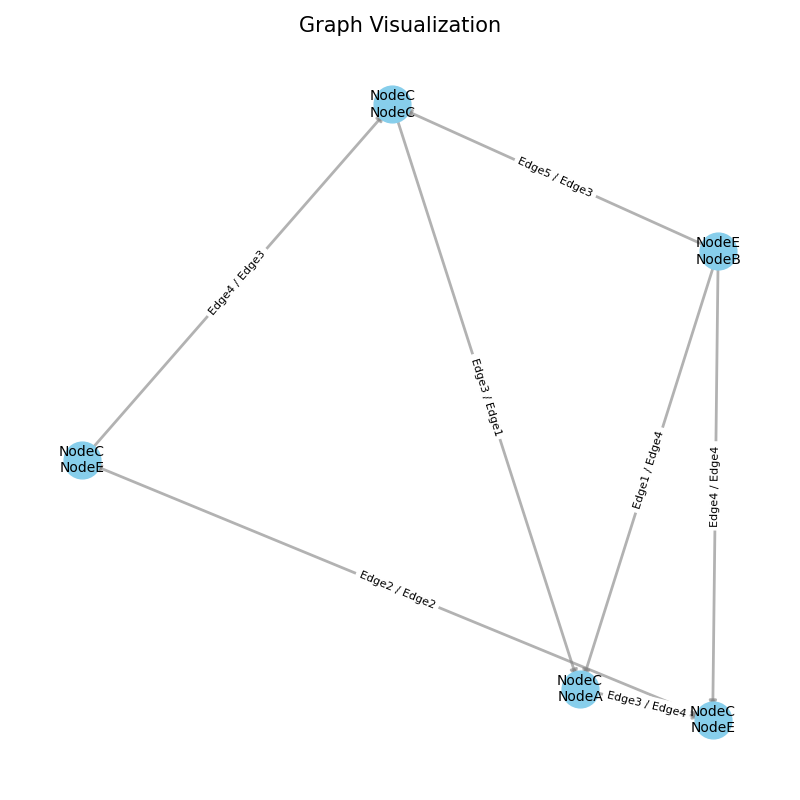 Graph Visualization
NodeC
NodeC
Edge5 / Edge3
NodeE
NodeB
Edge4 / Edge3
Edge3 / Edge1
NodeC
NodeE
Edge1 / Edge4
Edge4 / Edge4
Edge2 / Edge2
NodeC
NodeA
Edge3 / Edge4
NodeC
NodeE